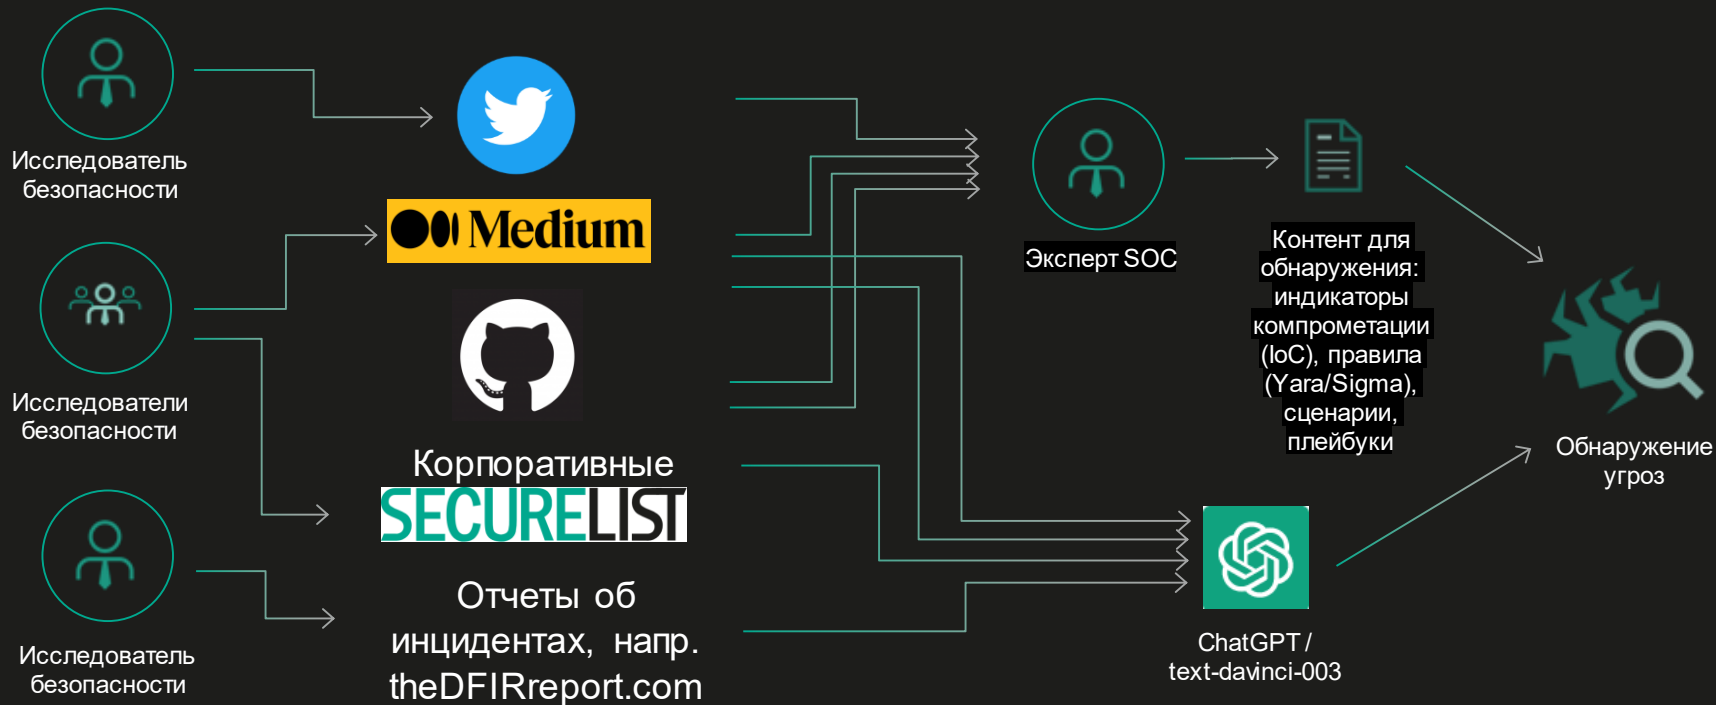 Исследователь
безопасности
Исследователи
безопасности
Исследователь
безопасности
Medium
Корпоративные
SECURELIST
Отчеты об
инцидентах, напр.
theDFIRreport.com
Эксперт SOC
Контент для
обнаружения:
индикаторы
компрометации
(IoC), правила
(Yara/Sigma),
сценарии,
плейбуки
ChatGPT /
text-davinci-003
Обнаружение
угроз